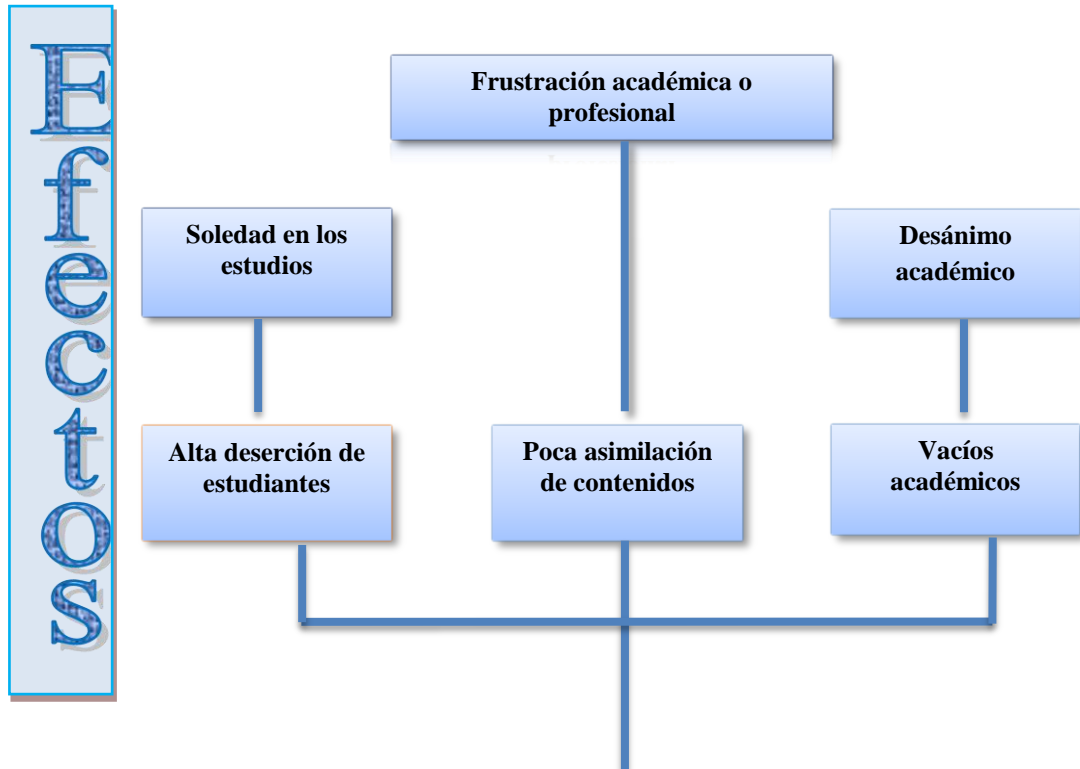 Efectos
Frustración académica o
profesional
Soledad en los
estudios
Desánimo
académico
Alta deserción de
estudiantes
Poca asimilación
de contenidos
Vacíos
académicos